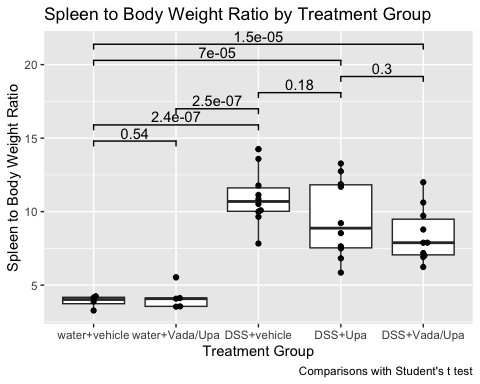 Spleen to Body Weight Ratio by Treatment Group
1.5e-05
7e-05
0.3
0.18
2.5e-07
2.4e-07
0.54
20
15
10
5
Spleen to Body Weight Ratio
water+vehicle water+Vada/Upa DSS+vehicle DSS+Upa DSS+Vada/Upa
Treatment Group
Comparisons with Student's t test